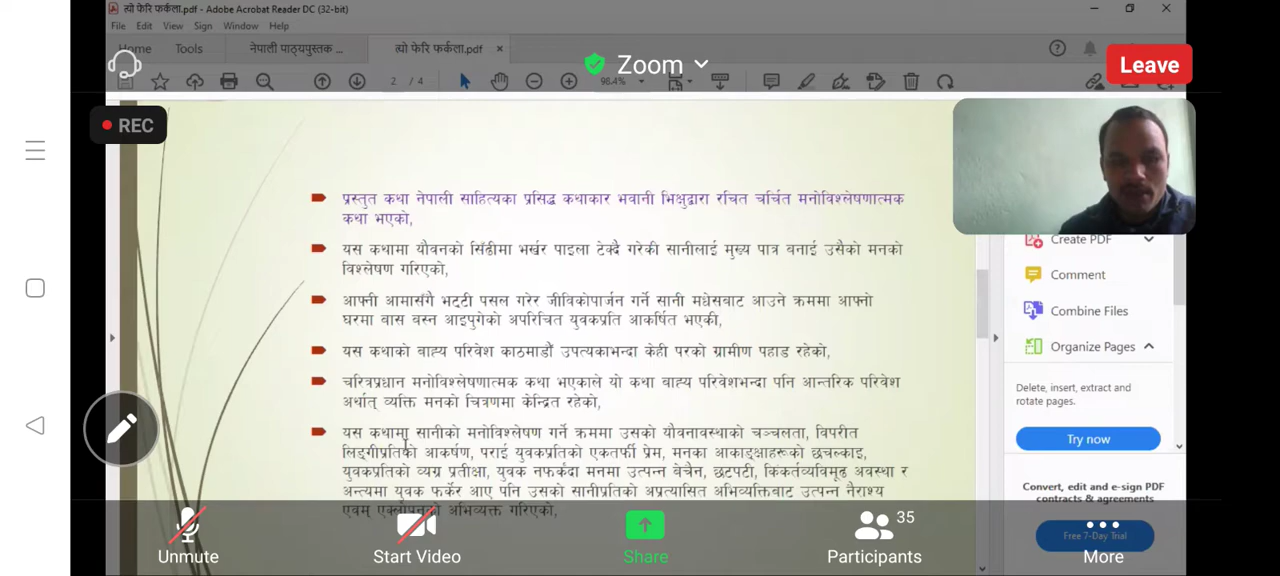 त्यो फेरि फर्कला.pdf - Adobe Acrobat Reader DC (32-bit)
File Edit View Sign Window Help
Home Tools नेपाली पाठ्यपुस्तक ... त्यो फेरि फर्कला.pdf ×
Zoom
Leave
2 / 4
98.4%
REC
प्रस्तुत कथा नेपाली साहित्यका प्रसिद्ध कथाकार भवानी भिक्षुद्वारा रचित चर्चित मनोविश्लेषणात्मक
कथा भएको,
यस कथामा यौवनको सिंढीमा भर्खर पाइला टेक्दै गरेकी सानीलाई मुख्य पात्र बनाई उसैको मनको
विश्लेषण गरिएको,
आफ्नी आमासँगै भट्टी पसल गरेर जीविकोपार्जन गर्ने सानी मधेसबाट आउने क्रममा आफ्नो
घरमा बास बस्न आइपुगेको अपरिचित युवकप्रति आकर्षित भएकी,
यस कथाको बाह्य परिवेश काठमाडौं उपत्यकाभन्दा केही परको ग्रामीण पहाड रहेको,
चरित्रप्रधान मनोविश्लेषणात्मक कथा भएकाले यो कथा बाह्य परिवेशभन्दा पनि आन्तरिक परिवेश
अर्थात् व्यक्ति मनको चित्रणमा केन्द्रित रहेको,
यस कथामा सानीको मनोविश्लेषण गर्ने क्रममा उसको यौवनावस्थाको चञ्चलता, विपरीत
लिङ्गीप्रतिको आकर्षण, पराई युवकप्रतिको एकतर्फी प्रेम, मनका आकाङ्क्षाहरूको छचल्काइ,
युवकप्रतिको व्यग्र प्रतीक्षा, युवक नफर्कदा मनमा उत्पन्न बेचैन, छटपटी, किंकर्तव्यविमूढ अवस्था र
अन्त्यमा युवक फर्केर आए पनि उसको सानीप्रतिको अप्रत्यासित अभिव्यक्तिबाट उत्पन्न नैराश्य
एवम् एक्लोपनको अभिव्यक्त गरिएको,
Create PDF
Comment
Combine Files
Organize Pages
Delete, insert, extract and
rotate pages.
Try now
Convert, edit and e-sign PDF
contracts & agreements
Free 7-Day Trial
35
Unmute Start Video Share Participants More